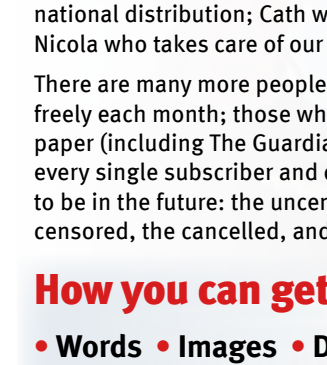 national distribution; Cath w
Nicola who takes care of our
There are many more people
freely each month; those wh
paper (including The Guardia
every single subscriber and
to be in the future: the uncen
censored, the cancelled, and
How you can get
• Words • Images • D